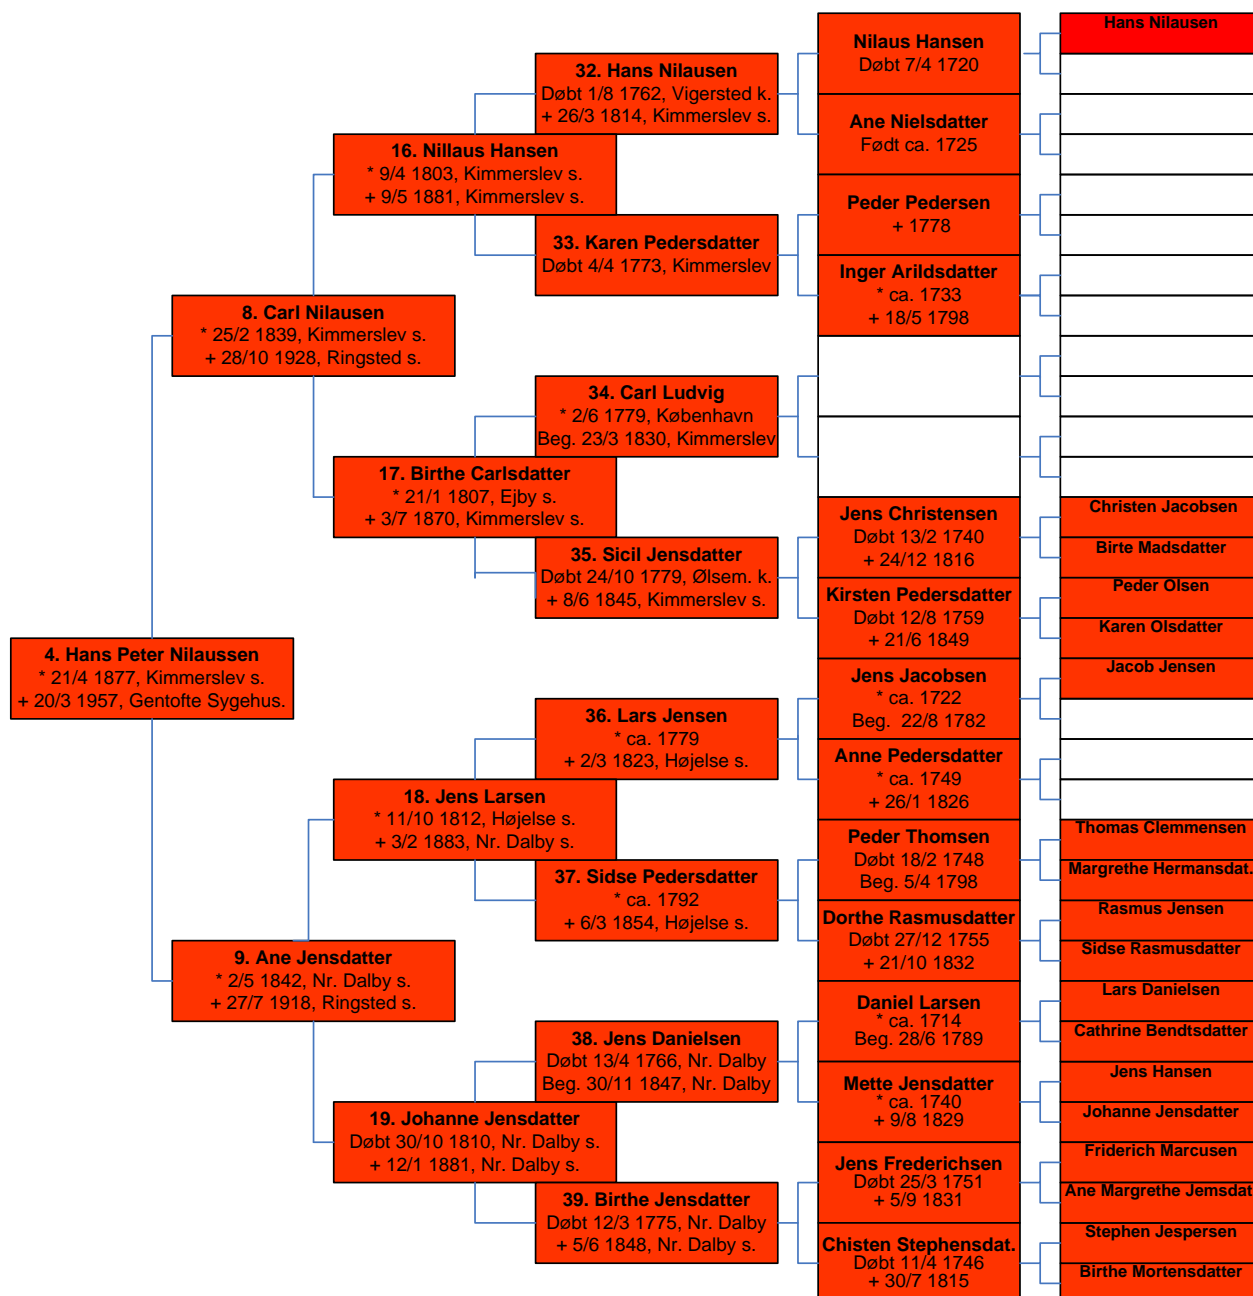 4. Hans Peter Nilaussen
* 21/4 1877, Kimmerslev s.
+ 20/3 1957, Gentofte Sygehus.
8. Carl Nilausen
* 25/2 1839, Kimmerslev s.
+ 28/10 1928, Ringsted s.
9. Ane Jensdatter
* 2/5 1842, Nr. Dalby s.
+ 27/7 1918, Ringsted s.
16. Nillaus Hansen
* 9/4 1803, Kimmerslev s.
+ 9/5 1881, Kimmerslev s.
17. Birthe Carlsdatter
* 21/1 1807, Ejby s.
+ 3/7 1870, Kimmerslev s.
18. Jens Larsen
* 11/10 1812, Højelse s.
+ 3/2 1883, Nr. Dalby s.
19. Johanne Jensdatter
Døbt 30/10 1810, Nr. Dalby s.
+ 12/1 1881, Nr. Dalby s.
32. Hans Nilausen
Døbt 1/8 1762, Vigersted k.
+ 26/3 1814, Kimmerslev s.
33. Karen Pedersdatter
Døbt 4/4 1773, Kimmerslev
34. Carl Ludvig
* 2/6 1779, København
Beg. 23/3 1830, Kimmerslev
35. Sicil Jensdatter
Døbt 24/10 1779, Ølsem. k.
+ 8/6 1845, Kimmerslev s.
36. Lars Jensen
* ca. 1779
+ 2/3 1823, Højelse s.
37. Sidse Pedersdatter
* ca. 1792
+ 6/3 1854, Højelse s.
38. Jens Danielsen
Døbt 13/4 1766, Nr. Dalby
Beg. 30/11 1847, Nr. Dalby
39. Birthe Jensdatter
Døbt 12/3 1775, Nr. Dalby
+ 5/6 1848, Nr. Dalby s.
Nilaus Hansen
Døbt 7/4 1720
Ane Nielsdatter
Født ca. 1725
Peder Pedersen
+ 1778
Inger Arildsdatter
* ca. 1733
+ 18/5 1798
Jens Christensen
Døbt 13/2 1740
+ 24/12 1816
Kirsten Pedersdatter
Døbt 12/8 1759
+ 21/6 1849
Jens Jacobsen
* ca. 1722
Beg. 22/8 1782
Anne Pedersdatter
* ca. 1749
+ 26/1 1826
Peder Thomsen
Døbt 18/2 1748
Beg. 5/4 1798
Dorthe Rasmusdatter
Døbt 27/12 1755
+ 21/10 1832
Daniel Larsen
* ca. 1714
Beg. 28/6 1789
Mette Jensdatter
* ca. 1740
+ 9/8 1829
Jens Frederichsen
Døbt 25/3 1751
+ 5/9 1831
Chisten Stephensdat.
Døbt 11/4 1746
+ 30/7 1815
Hans Nilausen
Christen Jacobsen
Birte Madsdatter
Peder Olsen
Karen Olsdatter
Jacob Jensen
Thomas Clemmensen
Margrethe Hermansdat.
Rasmus Jensen
Sidse Rasmusdatter
Lars Danielsen
Cathrine Bendtsdatter
Jens Hansen
Johanne Jensdatter
Friderich Marcusen
Ane Margrethe Jemsdat
Stephen Jespersen
Birthe Mortensdatter